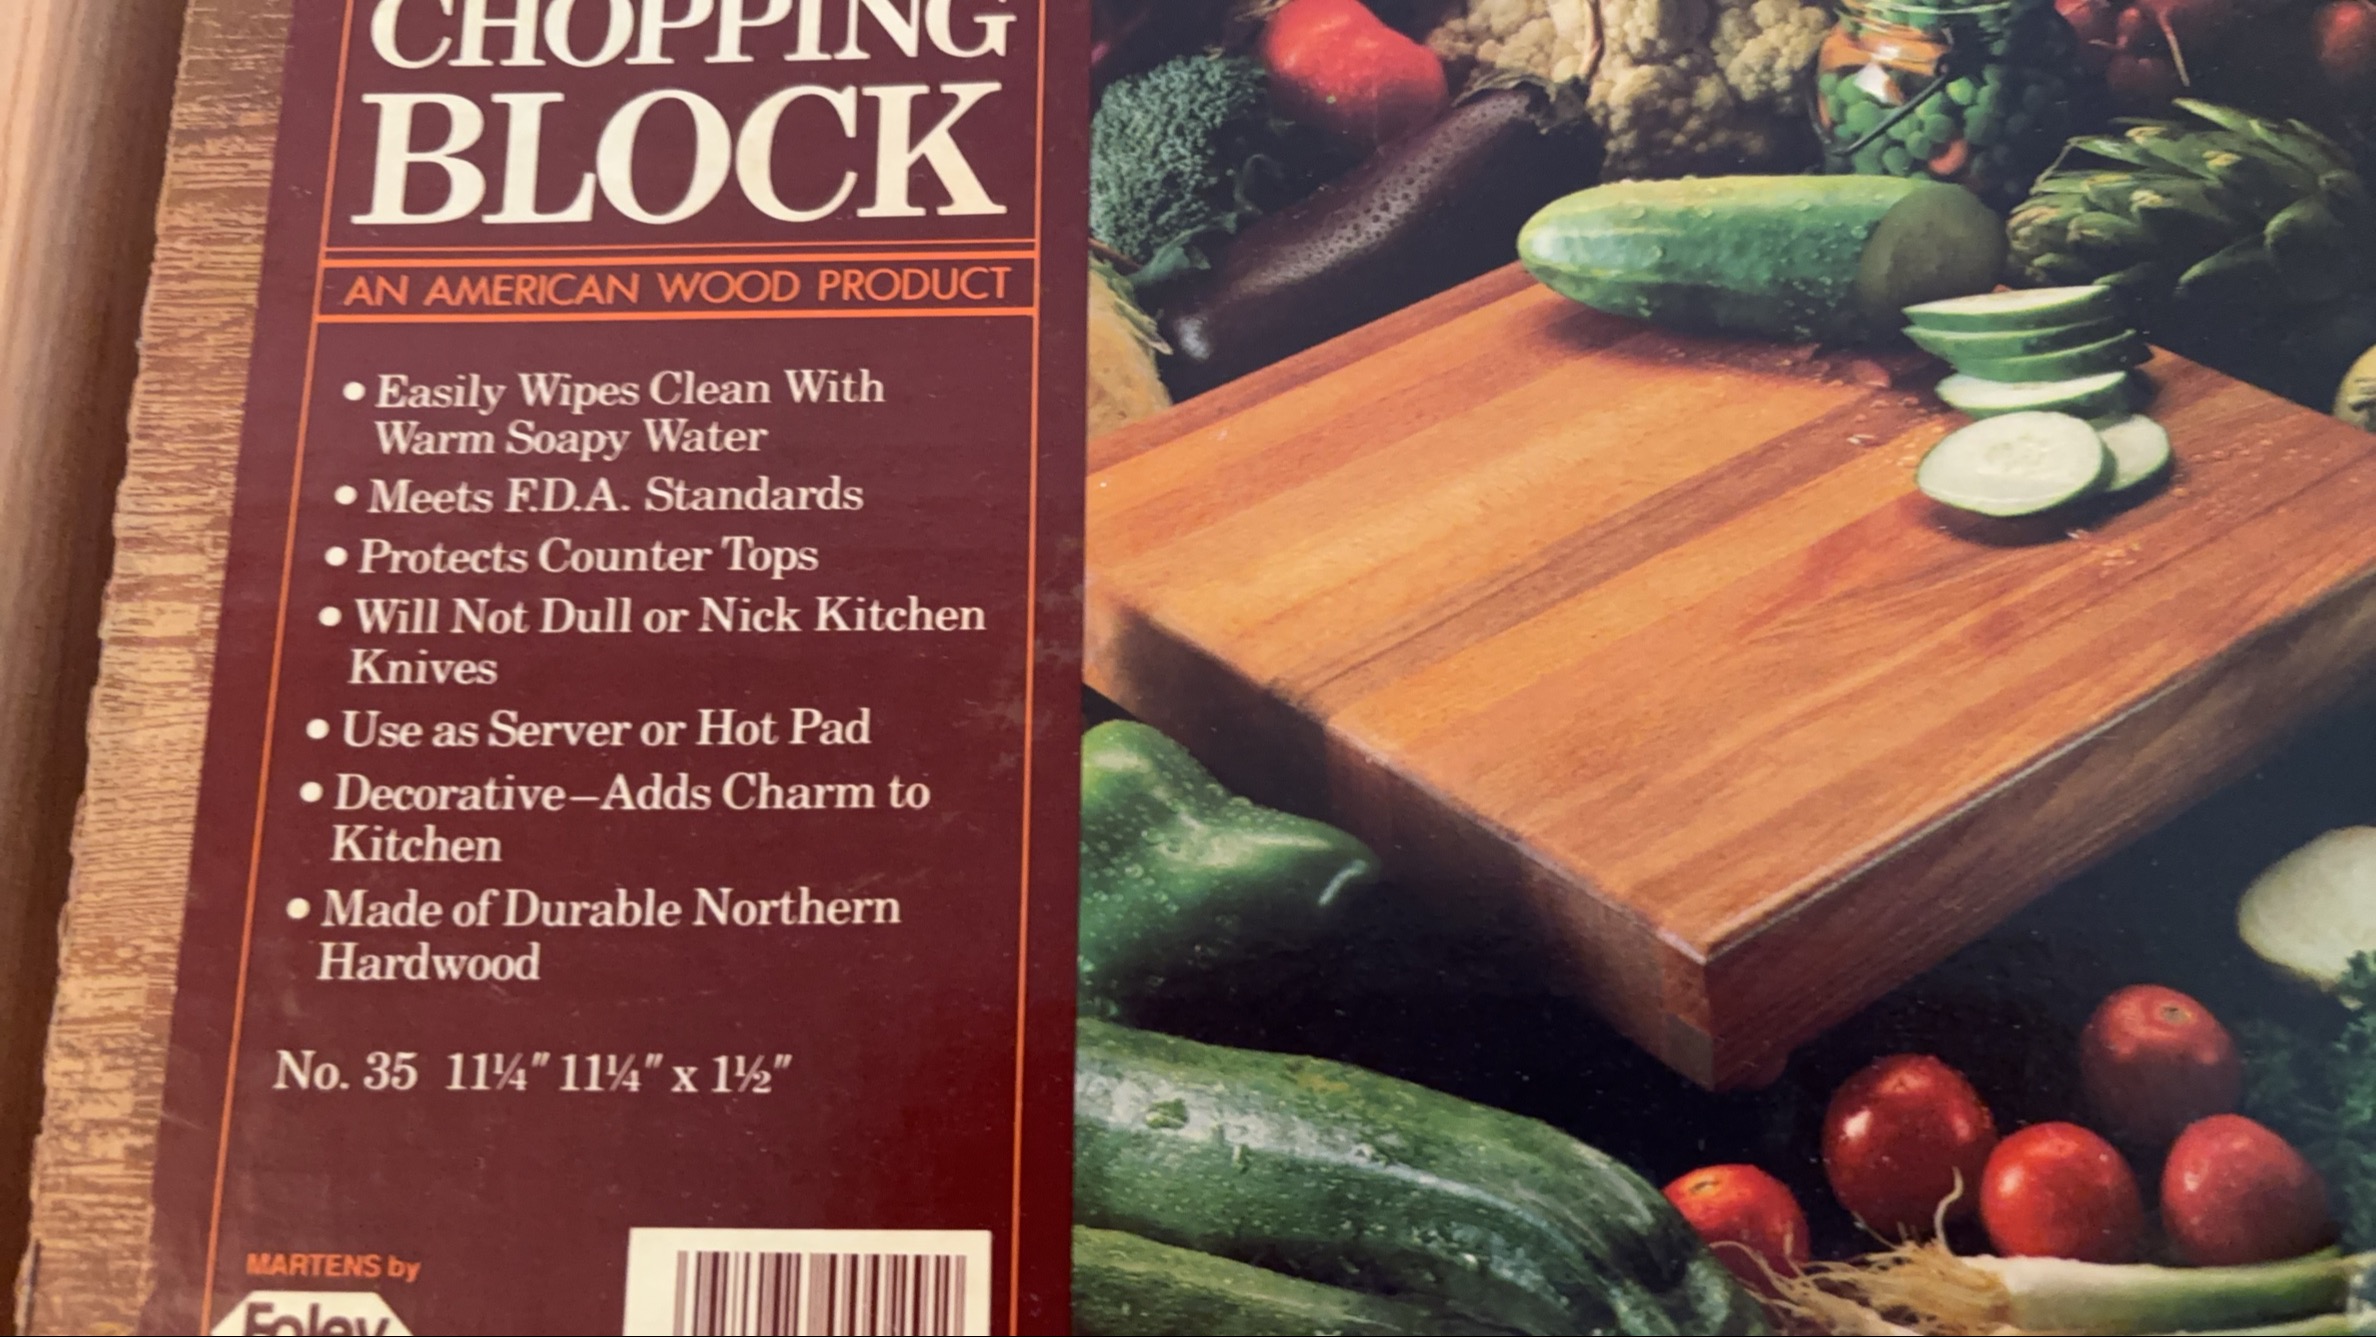 CHOPPING
BLOCK
AN AMERICAN WOOD PRODUCT
• Easily Wipes Clean With
Warm Soapy Water
• Meets F.D.A. Standards
• Protects Counter Tops
• Will Not Dull or Nick Kitchen
Knives
• Use as Server or Hot Pad
• Decorative–Adds Charm to
Kitchen
• Made of Durable Northern
Hardwood
No. 35 11¼" 11¼" x 1½"
MARTENS by
Foley